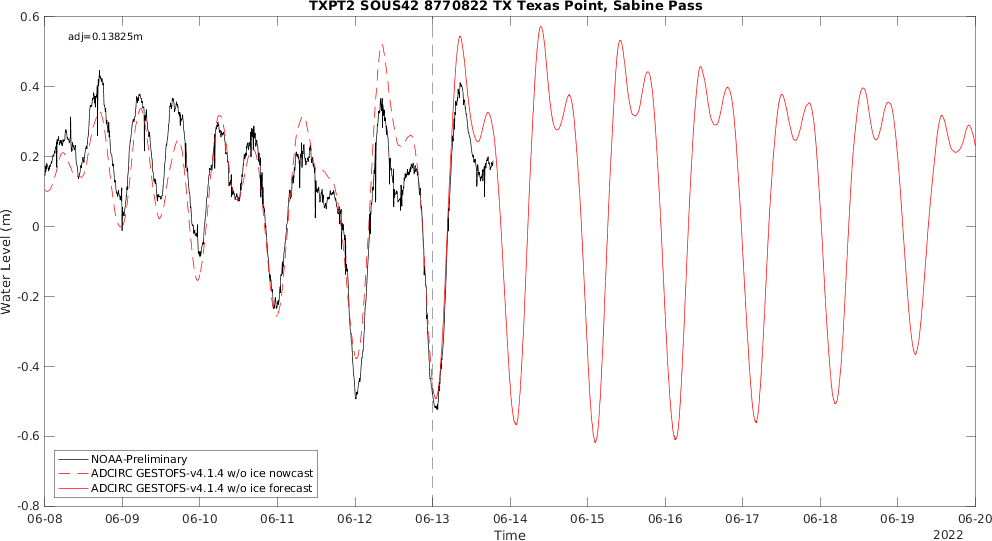 TXPT2 SOUS42 8770822 TX Texas Point, Sabine Pass
adj=0.13825m
0.6
0.4
0.2
0
-0.2
-0.4
-0.6
-0.8
Water Level (m)
NOAA-Preliminary
ADCIRC GESTOFS-v4.1.4 w/o ice nowcast
ADCIRC GESTOFS-v4.1.4 w/o ice forecast
06-08 06-09 06-10 06-11 06-12 06-13 06-14 06-15 06-16 06-17 06-18 06-19 06-20
Time
2022